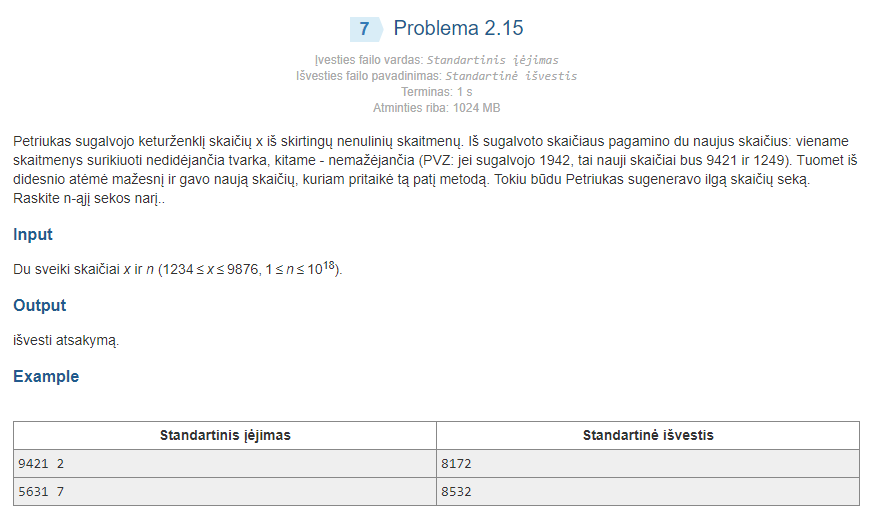 7 Problema 2.15
Įvesties failo vardas: Standartinis įėjimas
Išvesties failo pavadinimas: Standartinė išvestis
Terminas: 1 s
Atminties riba: 1024 MB
Petriukas sugalvojo keturženklį skaičių x iš skirtingų nenulinių skaitmenų. Iš sugalvoto skaičiaus pagamino du naujus skaičius: viename
skaitmenys surikiuoti nedidėjančia tvarka, kitame - nemažėjančia (PVZ: jei sugalvojo 1942, tai nauji skaičiai bus 9421 ir 1249). Tuomet iš
didesnio atėmė mažesnį ir gavo naują skaičių, kuriam pritaikė tą patį metodą. Tokiu būdu Petriukas sugeneravo ilgą skaičių seką.
Raskite n-ąjį sekos narį..
Input
Du sveiki skaičiai x ir n (1234 ≤ x ≤ 9876, 1 ≤ n ≤ 10^18).
Output
išvesti atsakymą.
Example
Standartinis įėjimas Standartinė išvestis
9421 2 8172
5631 7 8532